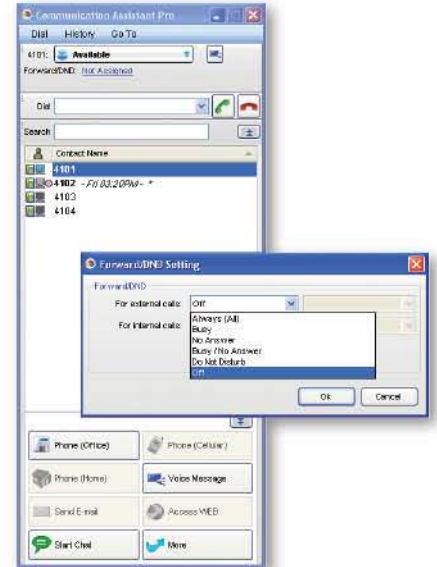 Communication Assistant Pro
Dial History Go To
4101: Available
Forward/DND: Not Assigned
Dial
Search
Contact Name
4101
4102 - Fri 03:20PM- *
4103
4104
Forward/DND Setting
Forward/DND
For external calls: Off
For internal calls:
Always (All)
Busy
No Answer
Busy / No Answer
Do Not Disturb
Off
Ok Cancel
Phone (Office) Phone (Cellular)
Phone (Home) Voice Message
Send E-mail Access WEB
Start Chat More